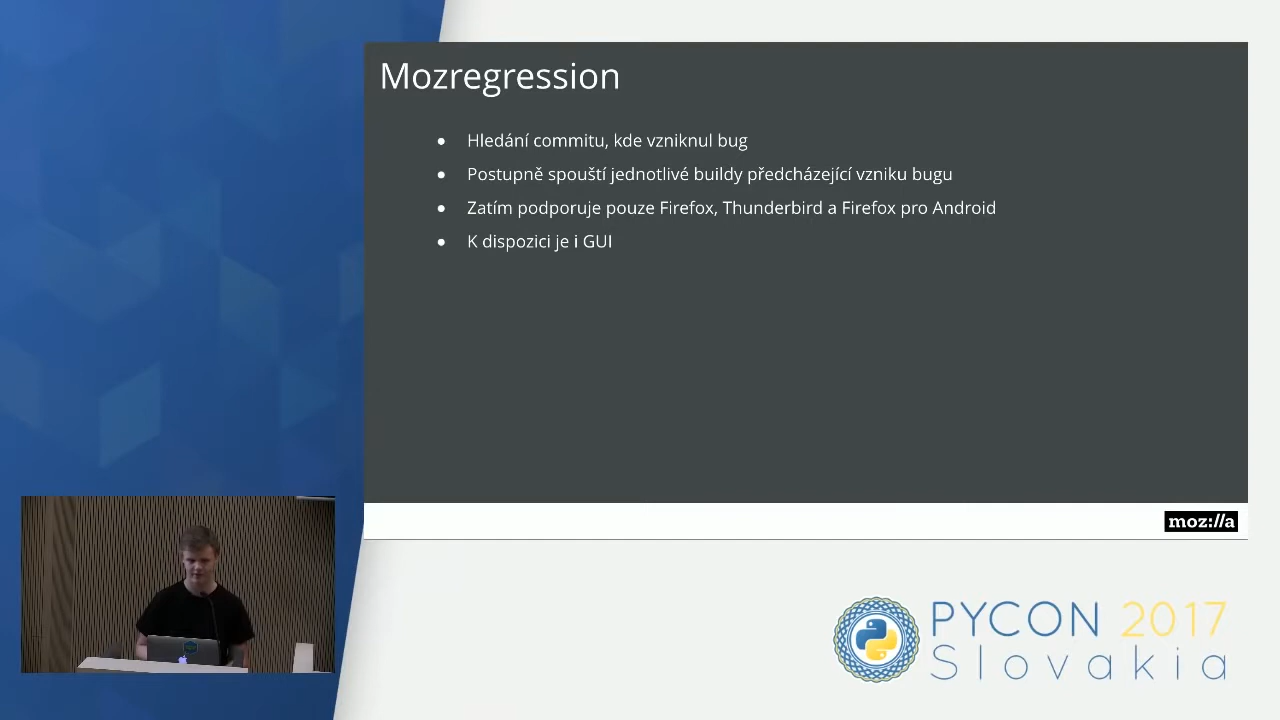 Mozregression
● Hledání commitu, kde vzniknul bug
● Postupně spouští jednotlivé buildy předcházející vzniku bugu
● Zatím podporuje pouze Firefox, Thunderbird a Firefox pro Android
● K dispozici je i GUI
moz://a
PYCON 2017
Slovakia